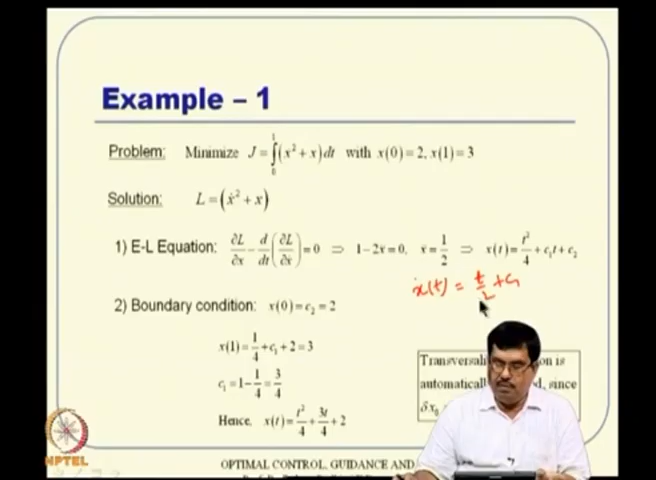 Example – 1
Problem: Minimize J = ∫₀¹ (ẋ² + x) dt with x(0) = 2, x(1) = 3
Solution: L = (ẋ² + x)
1) E-L Equation: ∂L/∂x − d/dt (∂L/∂ẋ) = 0 ⇒ 1 − 2ẍ = 0, ẍ = 1/2 ⇒ x(t) = t²/4 + c₁t + c₂
ẋ(t) = t/2 + c₁
2) Boundary condition: x(0) = c₂ = 2
x(1) = 1/4 + c₁ + 2 = 3
c₁ = 1 − 1/4 = 3/4
Hence, x(t) = t²/4 + 3t/4 + 2
is
automatically since
δx₀
NPTEL
OPTIMAL CONTROL, GUIDANCE AND